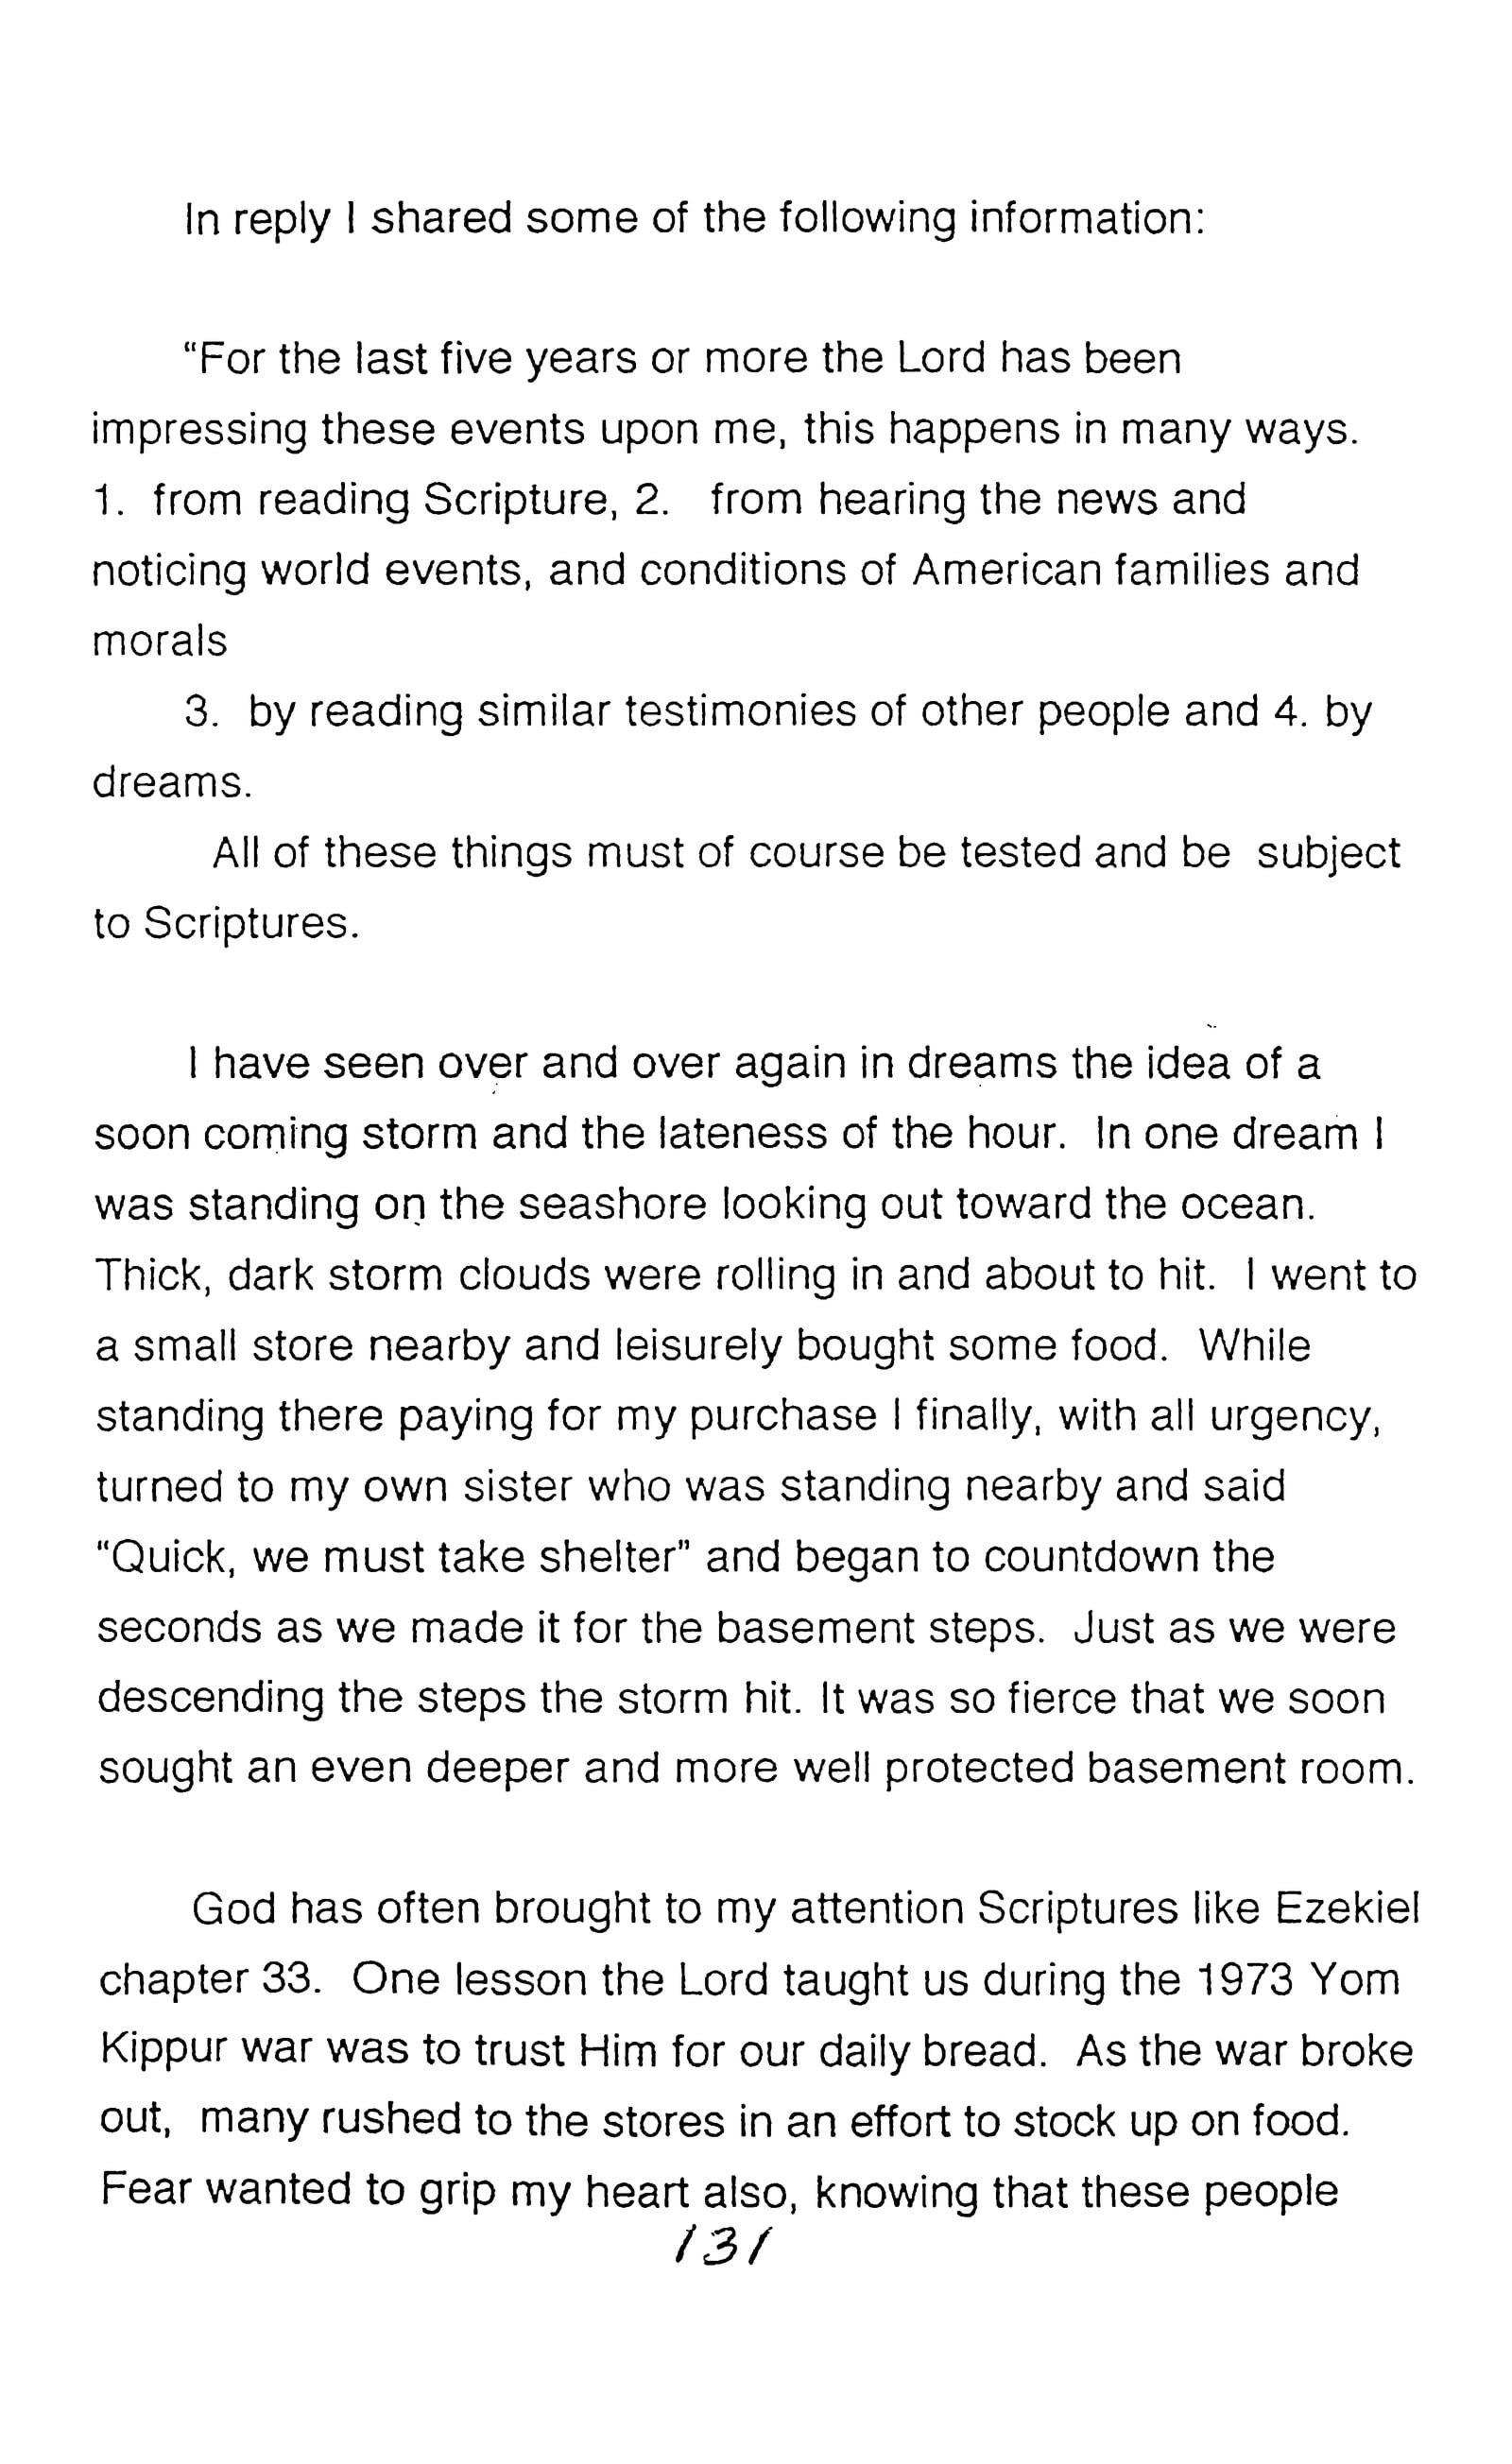 In reply I shared some of the following information:
“For the last five years or more the Lord has been
impressing these events upon me, this happens in many ways.
1. from reading Scripture, 2. from hearing the news and
noticing world events, and conditions of American families and
morals
3. by reading similar testimonies of other people and 4. by
dreams.
All of these things must of course be tested and be subject
to Scriptures.
I have seen over and over again in dreams the idea of a
soon coming storm and the lateness of the hour. In one dream I
was standing on the seashore looking out toward the ocean.
Thick, dark storm clouds were rolling in and about to hit. I went to
a small store nearby and leisurely bought some food. While
standing there paying for my purchase I finally, with all urgency,
turned to my own sister who was standing nearby and said
“Quick, we must take shelter” and began to countdown the
seconds as we made it for the basement steps. Just as we were
descending the steps the storm hit. It was so fierce that we soon
sought an even deeper and more well protected basement room.
God has often brought to my attention Scriptures like Ezekiel
chapter 33. One lesson the Lord taught us during the 1973 Yom
Kippur war was to trust Him for our daily bread. As the war broke
out, many rushed to the stores in an effort to stock up on food.
Fear wanted to grip my heart also, knowing that these people
131